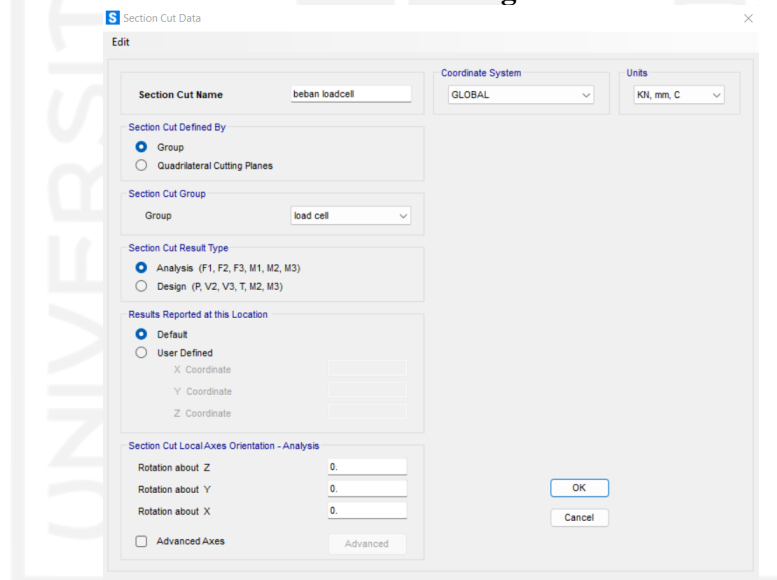 Section Cut Data
Edit
Section Cut Name
beban loadcell
Coordinate System
GLOBAL
Units
KN, mm, C
Section Cut Defined By
Group
Quadrilateral Cutting Planes
Section Cut Group
Group
load cell
Section Cut Result Type
Analysis (F1, F2, F3, M1, M2, M3)
Design (P, V2, V3, T, M2, M3)
Results Reported at this Location
Default
User Defined
X Coordinate
Y Coordinate
Z Coordinate
Section Cut Local Axes Orientation - Analysis
Rotation about Z
0.
Rotation about Y
0.
Rotation about X
0.
Advanced Axes
Advanced
OK
Cancel